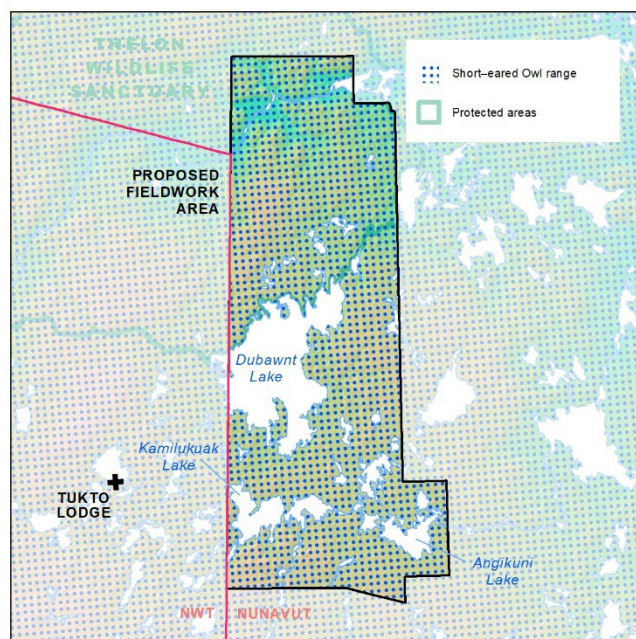 THELON
WILDLIFE
SANCTUARY
Short–eared Owl range
Protected areas
PROPOSED
FIELDWORK
AREA
Dubawnt
Lake
Kamilukuak
Lake
TUKTO
LODGE
Angikuni
Lake
NWT NUNAVUT